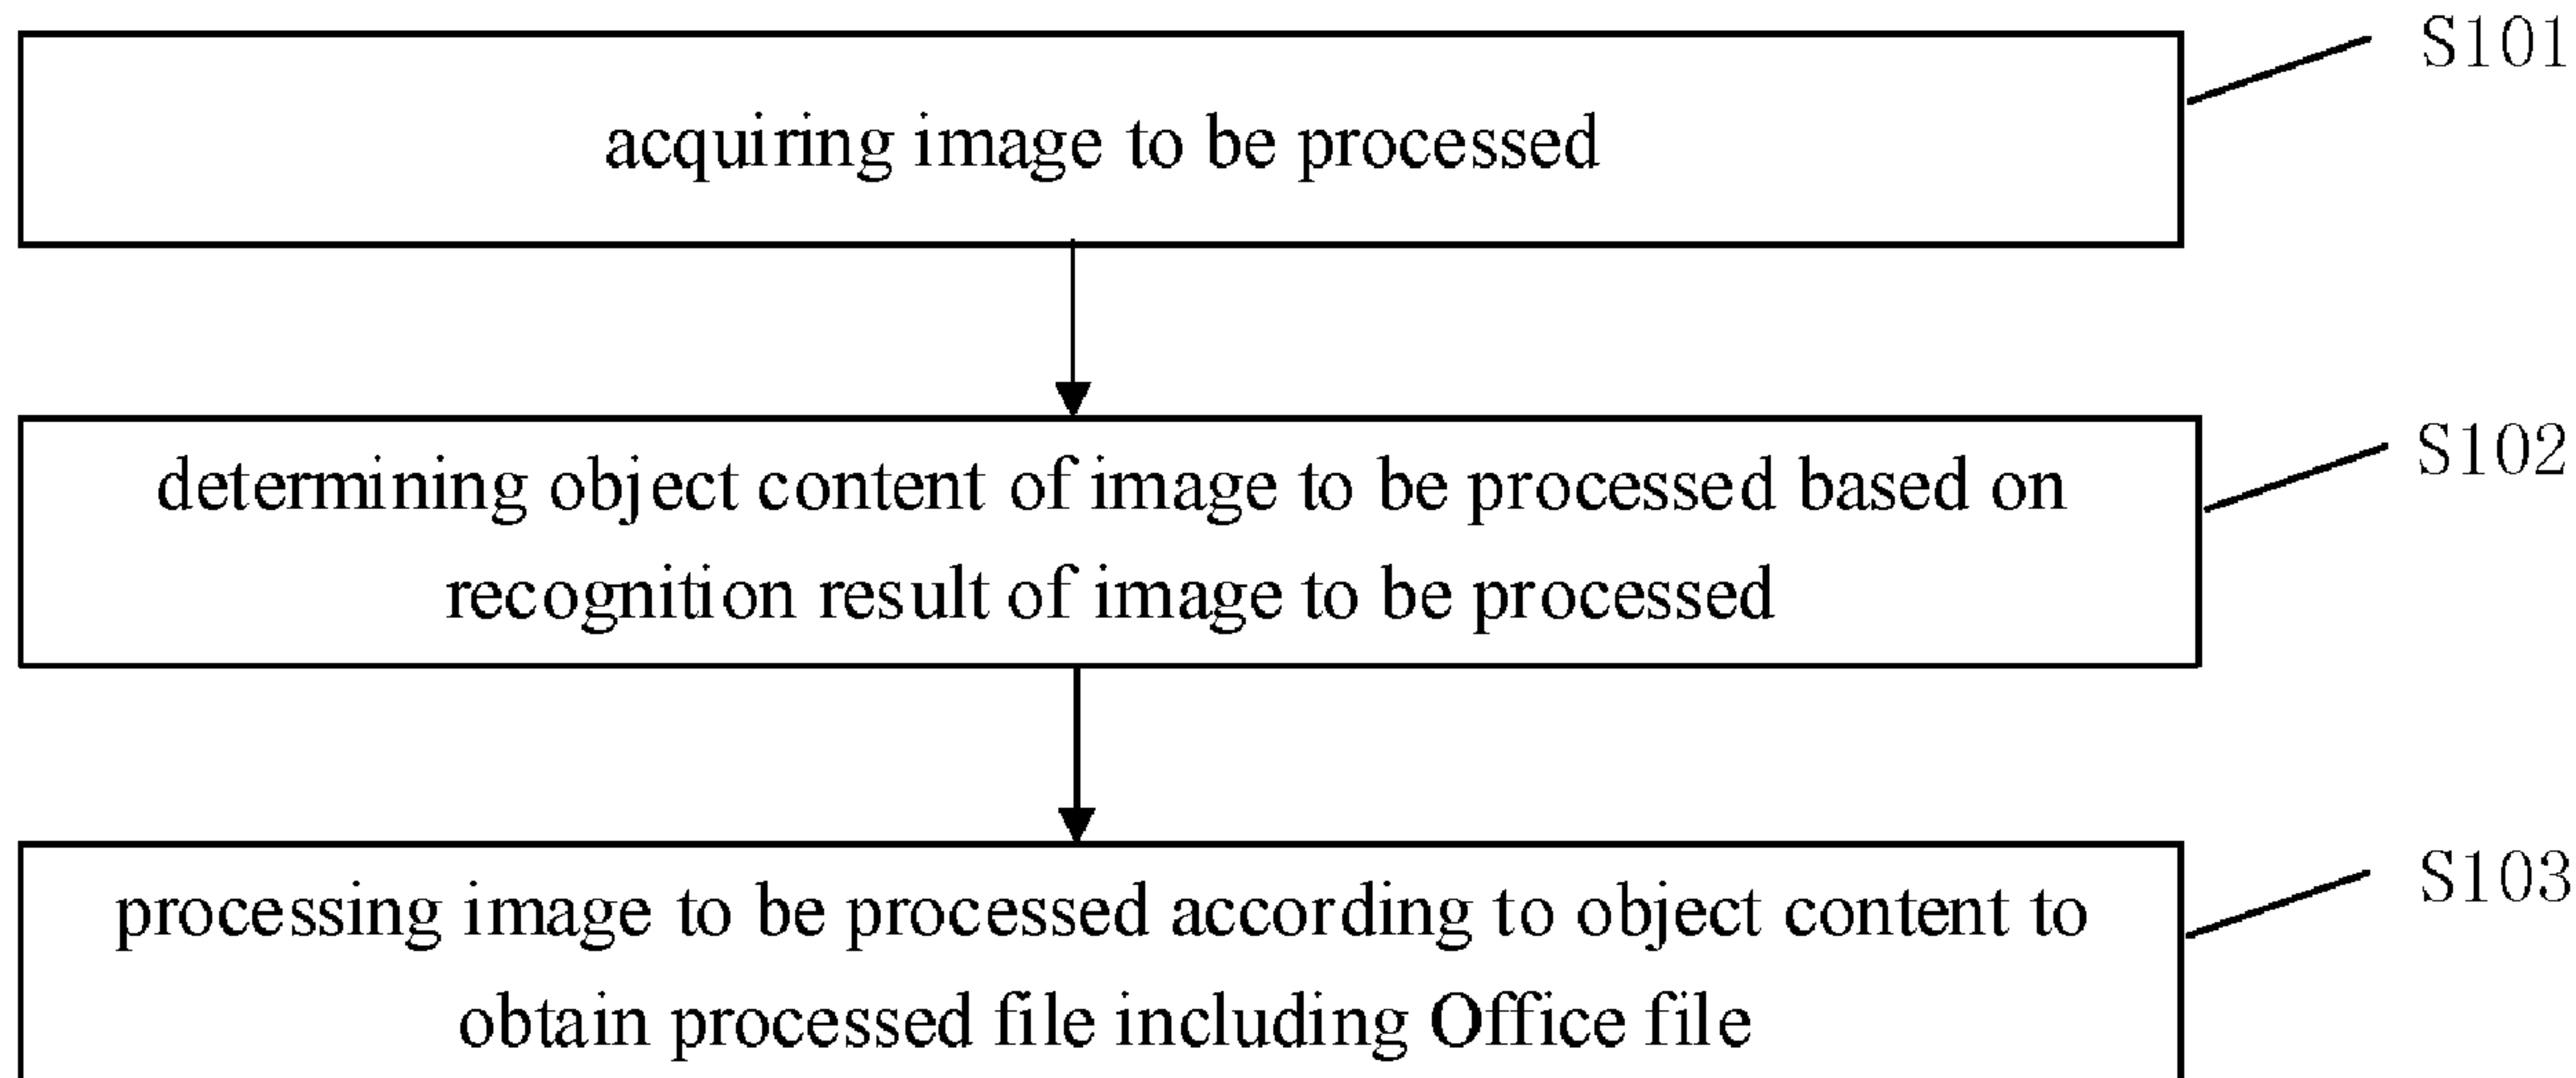 S101
acquiring image to be processed
S102
determining object content of image to be processed based on
recognition result of image to be processed
S103
processing image to be processed according to object content to
obtain processed file including Office file